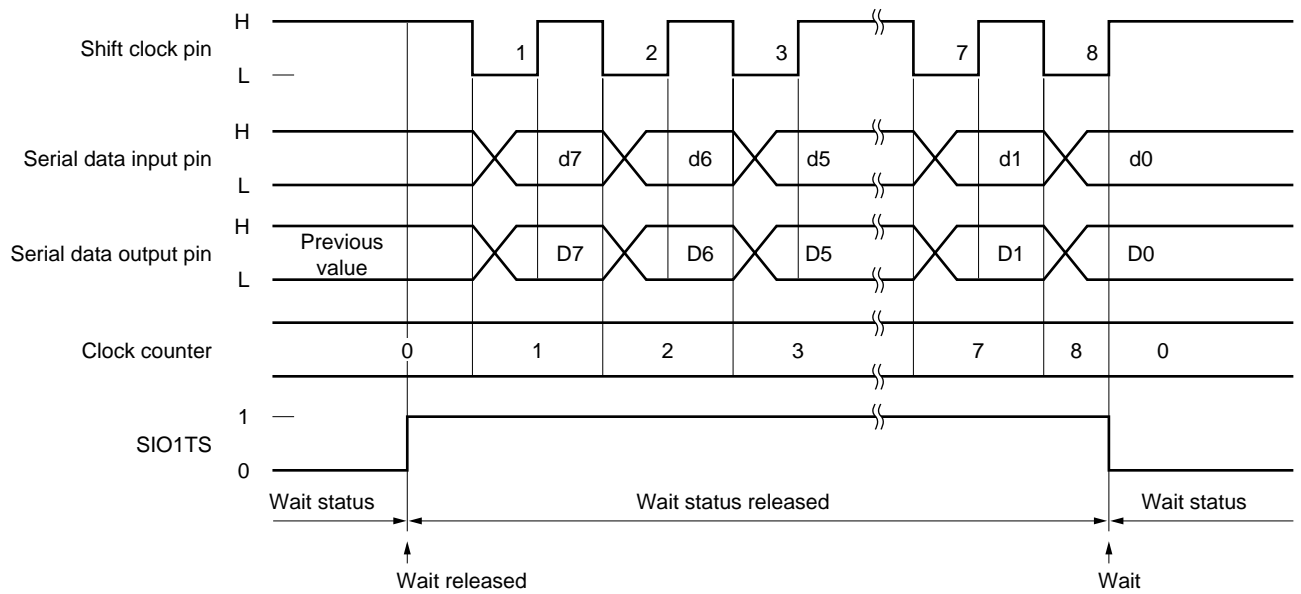 H
Shift clock pin
L
1 2 3 7 8
H
Serial data input pin
L
d7 d6 d5 d1 d0
H
Serial data output pin
L
Previous
value
D7 D6 D5 D1 D0
Clock counter
0 1 2 3 7 8 0
1
SIO1TS
0
Wait status Wait status released Wait status
Wait released Wait